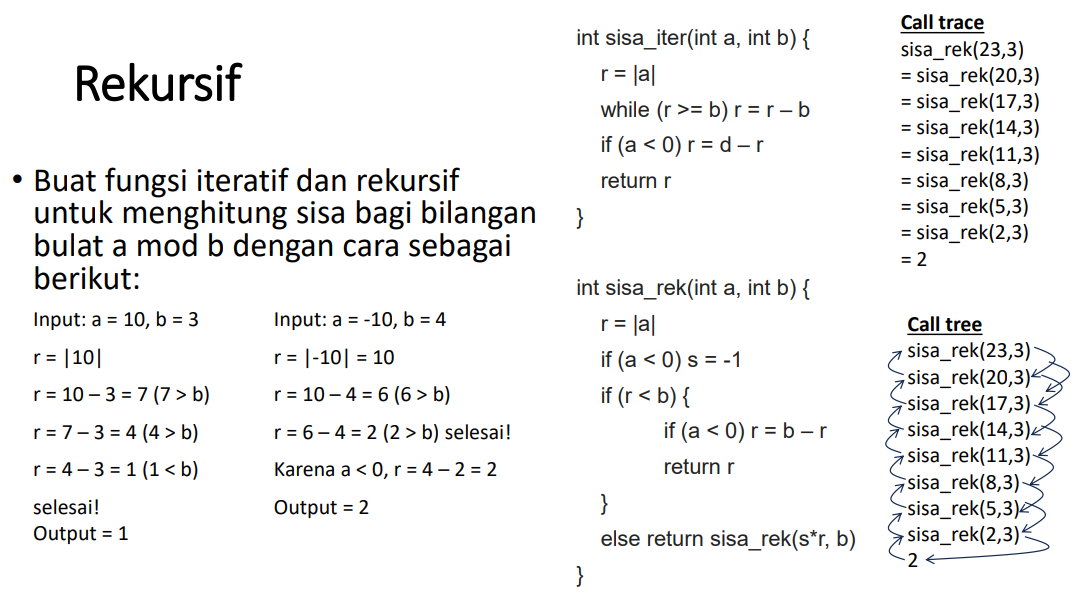 Rekursif
• Buat fungsi iteratif dan rekursif
untuk menghitung sisa bagi bilangan
bulat a mod b dengan cara sebagai
berikut:
Input: a = 10, b = 3
r = |10|
r = 10 – 3 = 7 (7 > b)
r = 7 – 3 = 4 (4 > b)
r = 4 – 3 = 1 (1 < b)
selesai!
Output = 1
Input: a = -10, b = 4
r = |-10| = 10
r = 10 – 4 = 6 (6 > b)
r = 6 – 4 = 2 (2 > b) selesai!
Karena a < 0, r = 4 – 2 = 2
Output = 2
int sisa_iter(int a, int b) {
r = |a|
while (r >= b) r = r – b
if (a < 0) r = d – r
return r
}
int sisa_rek(int a, int b) {
r = |a|
if (a < 0) s = -1
if (r < b) {
if (a < 0) r = b – r
return r
}
else return sisa_rek(s*r, b)
}
Call trace
sisa_rek(23,3)
= sisa_rek(20,3)
= sisa_rek(17,3)
= sisa_rek(14,3)
= sisa_rek(11,3)
= sisa_rek(8,3)
= sisa_rek(5,3)
= sisa_rek(2,3)
= 2
Call tree
sisa_rek(23,3)
sisa_rek(20,3)
sisa_rek(17,3)
sisa_rek(14,3)
sisa_rek(11,3)
sisa_rek(8,3)
sisa_rek(5,3)
sisa_rek(2,3)
2